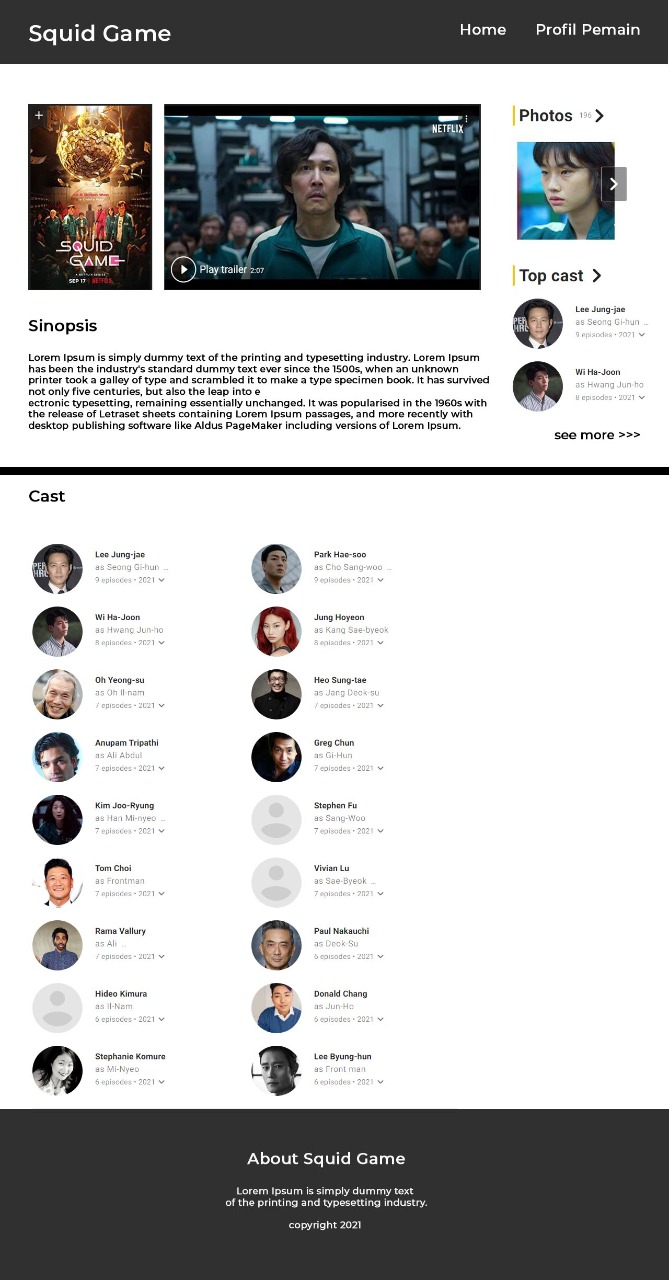 Squid Game
Home
Profil Pemain
SQUID
GAME
A NETFLIX SERIES
SEP 17 | NETFLIX
NETFLIX
Play trailer 2:07
Photos 196
Top cast
Lee Jung-jae
as Seong Gi-hun ...
9 episodes • 2021
Wi Ha-Joon
as Hwang Jun-ho
8 episodes • 2021
see more >>>
Sinopsis
Lorem Ipsum is simply dummy text of the printing and typesetting industry. Lorem Ipsum
has been the industry's standard dummy text ever since the 1500s, when an unknown
printer took a galley of type and scrambled it to make a type specimen book. It has survived
not only five centuries, but also the leap into e
ectronic typesetting, remaining essentially unchanged. It was popularised in the 1960s with
the release of Letraset sheets containing Lorem Ipsum passages, and more recently with
desktop publishing software like Aldus PageMaker including versions of Lorem Ipsum.
Cast
Lee Jung-jae
as Seong Gi-hun ...
9 episodes • 2021
Park Hae-soo
as Cho Sang-woo ...
9 episodes • 2021
Wi Ha-Joon
as Hwang Jun-ho
8 episodes • 2021
Jung Hoyeon
as Kang Sae-byeok
8 episodes • 2021
Oh Yeong-su
as Oh Il-nam
7 episodes • 2021
Heo Sung-tae
as Jang Deok-su
7 episodes • 2021
Anupam Tripathi
as Ali Abdul
7 episodes • 2021
Greg Chun
as Gi-Hun
7 episodes • 2021
Kim Joo-Ryung
as Han Mi-nyeo ...
7 episodes • 2021
Stephen Fu
as Sang-Woo
7 episodes • 2021
Tom Choi
as Frontman
7 episodes • 2021
Vivian Lu
as Sae-Byeok ...
7 episodes • 2021
Rama Vallury
as Ali ...
7 episodes • 2021
Paul Nakauchi
as Deok-Su
6 episodes • 2021
Hideo Kimura
as Il-Nam
6 episodes • 2021
Donald Chang
as Jun-Ho
6 episodes • 2021
Stephanie Komure
as Mi-Nyeo
6 episodes • 2021
Lee Byung-hun
as Front man
6 episodes • 2021
About Squid Game
Lorem Ipsum is simply dummy text
of the printing and typesetting industry.
copyright 2021